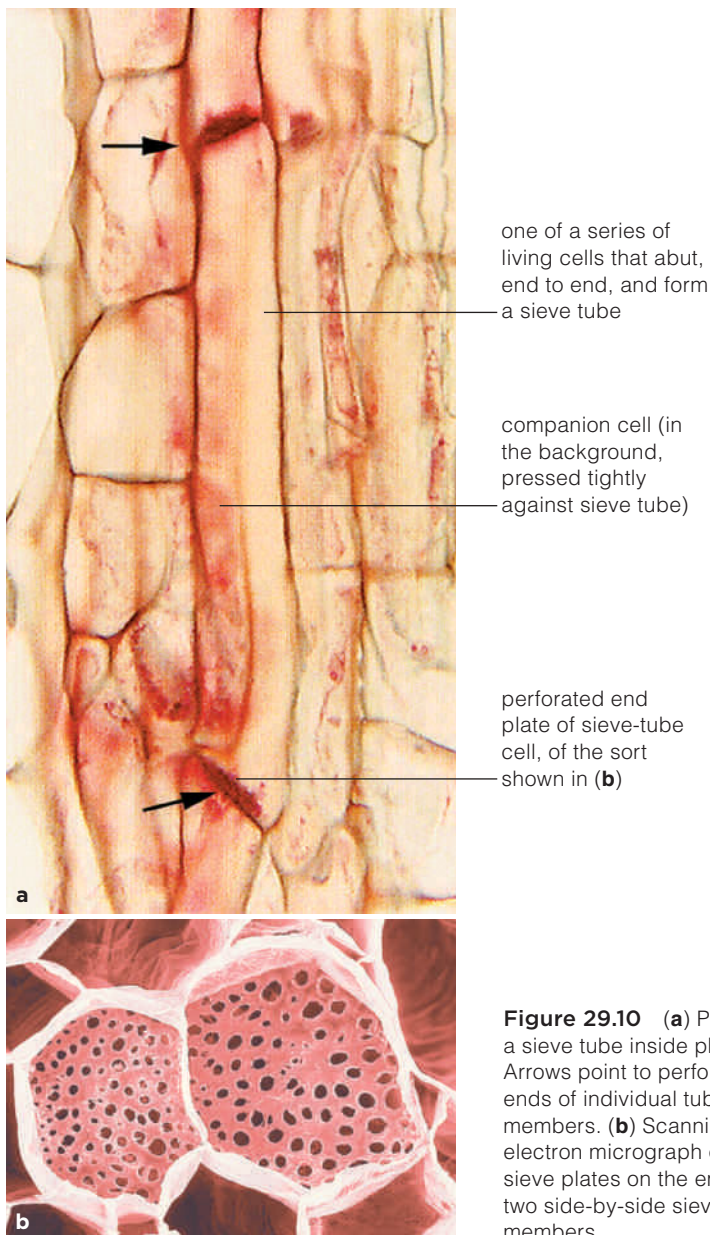 one of a series of
living cells that abut,
end to end, and form
a sieve tube
companion cell (in
the background,
pressed tightly
against sieve tube)
perforated end
plate of sieve-tube
cell, of the sort
shown in (b)
a
b
Figure 29.10 (a) P
a sieve tube inside pl
Arrows point to perfo
ends of individual tub
members. (b) Scanni
electron micrograph
sieve plates on the en
two side-by-side siev
members